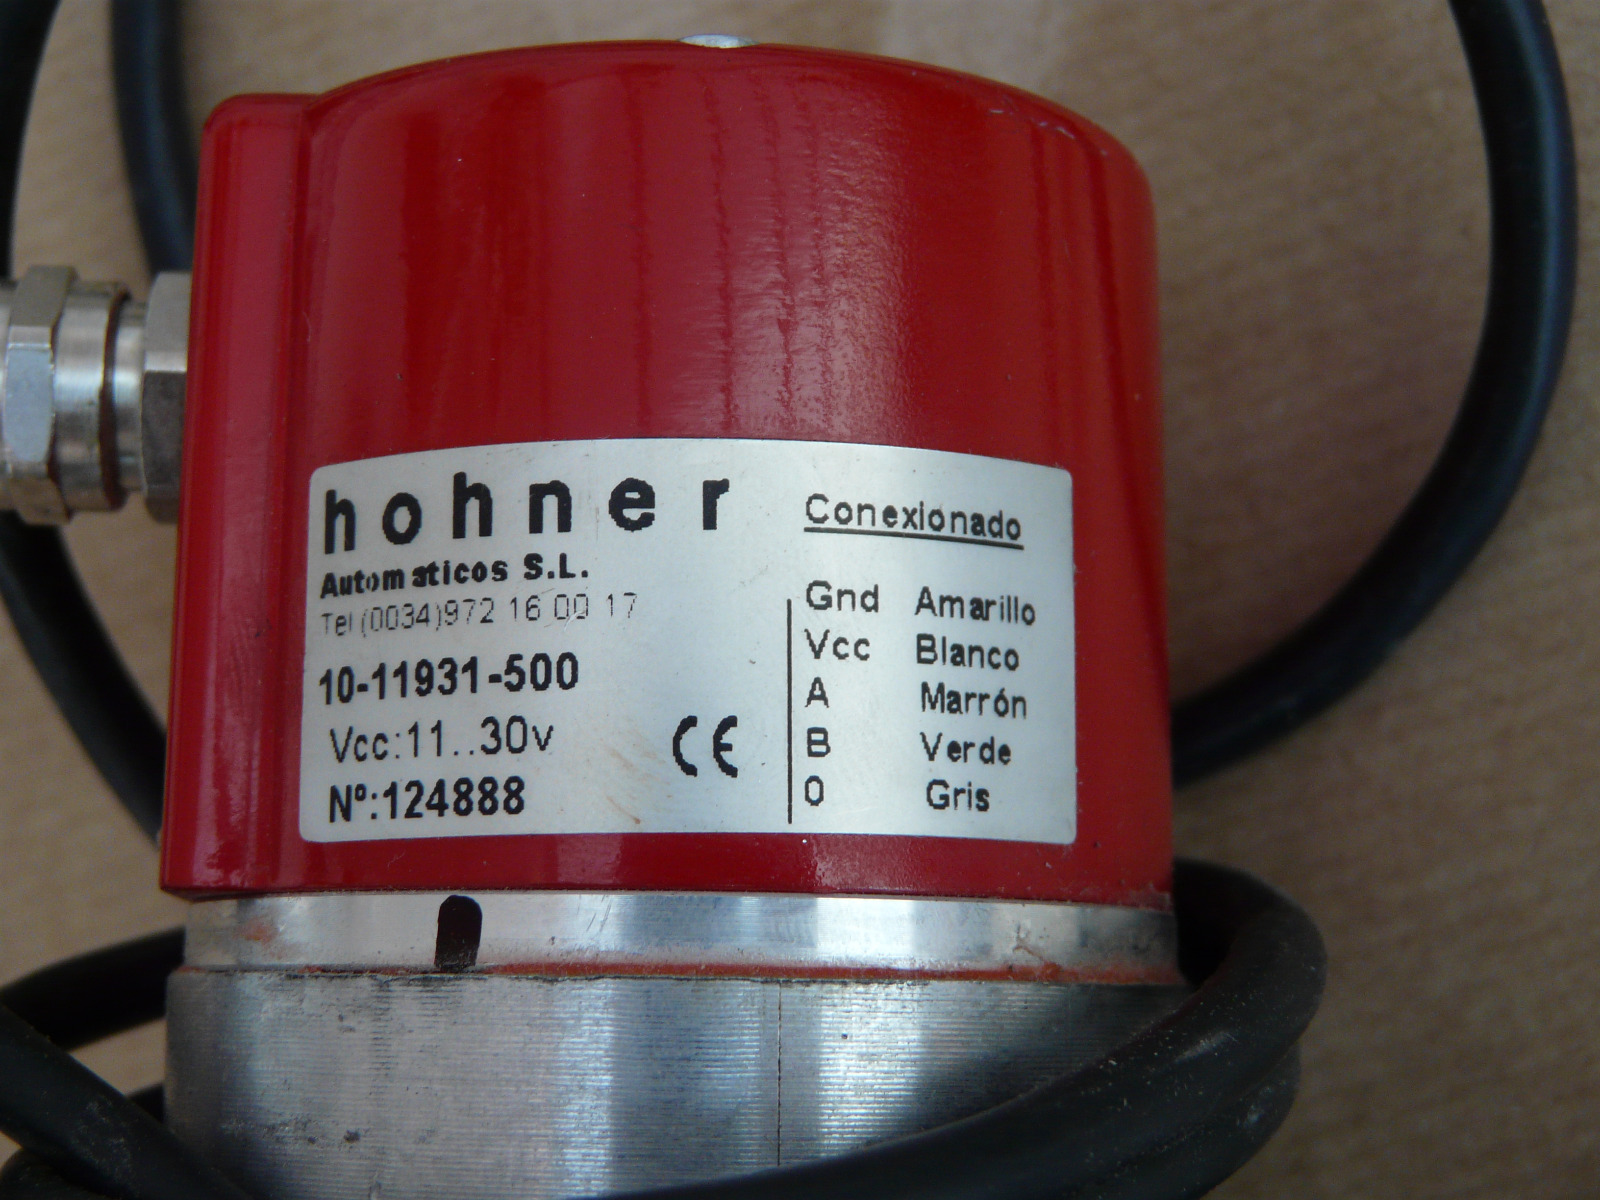 hohner
Automaticos S.L.
Tel (0034)972 16 00 17
10-11931-500
Vcc:11..30v
Nº:124888
CE
Conexionado
Gnd Amarillo
Vcc Blanco
A Marrón
B Verde
0 Gris